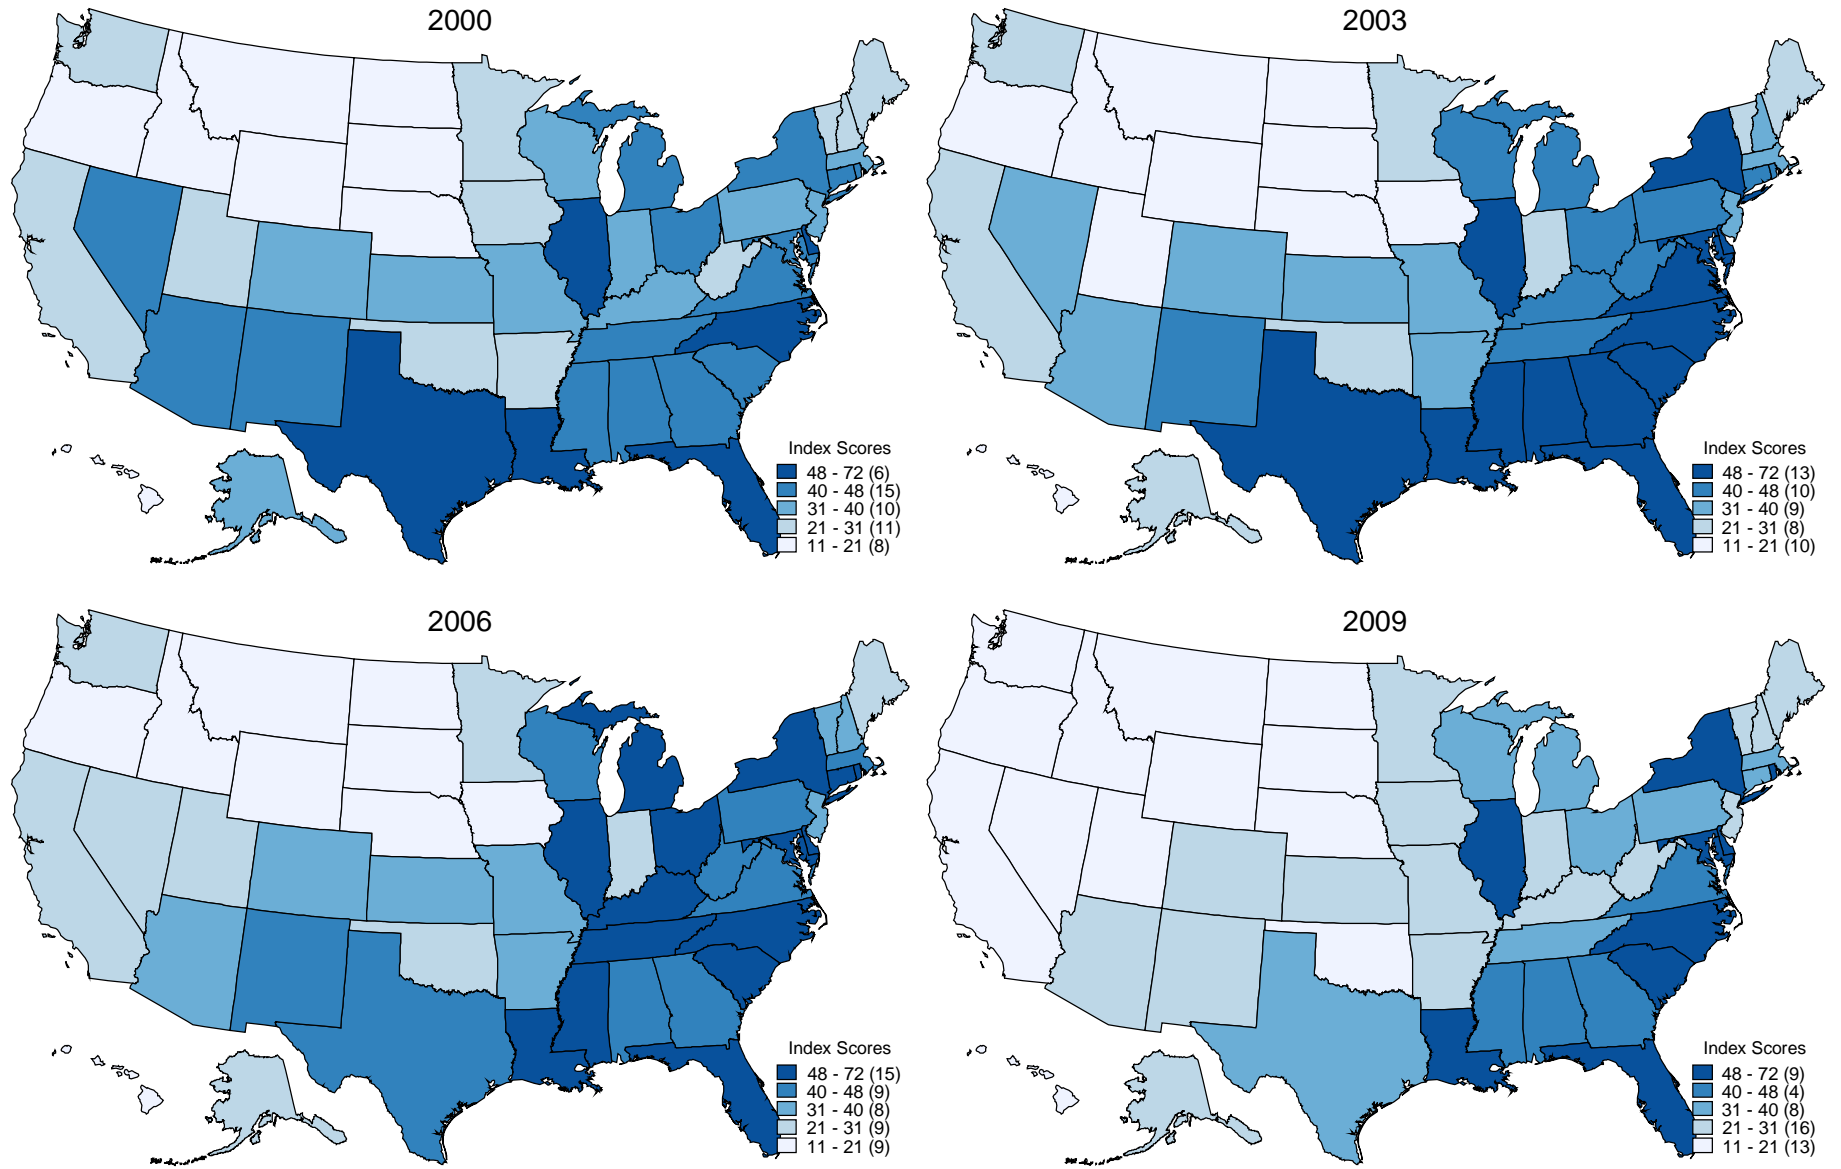 2000
Index Scores
48 - 72 (6)
40 - 48 (15)
31 - 40 (10)
21 - 31 (11)
11 - 21 (8)
2003
Index Scores
48 - 72 (13)
40 - 48 (10)
31 - 40 (9)
21 - 31 (8)
11 - 21 (10)
2006
Index Scores
48 - 72 (15)
40 - 48 (9)
31 - 40 (8)
21 - 31 (9)
11 - 21 (9)
2009
Index Scores
48 - 72 (9)
40 - 48 (4)
31 - 40 (8)
21 - 31 (16)
11 - 21 (13)